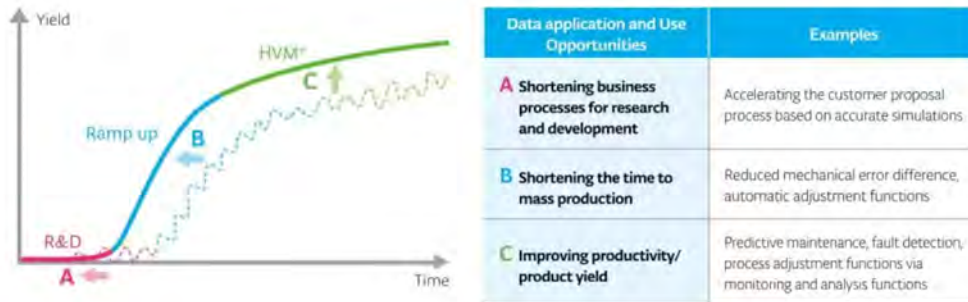 Yield
HVM*
C
Ramp up
B
R&D
A
Time
Data application and Use
Opportunities
Examples
A Shortening business
processes for research
and development
Accelerating the customer proposal
process based on accurate simulations
B Shortening the time to
mass production
Reduced mechanical error difference,
automatic adjustment functions
C Improving productivity/
product yield
Predictive maintenance, fault detection,
process adjustment functions via
monitoring and analysis functions